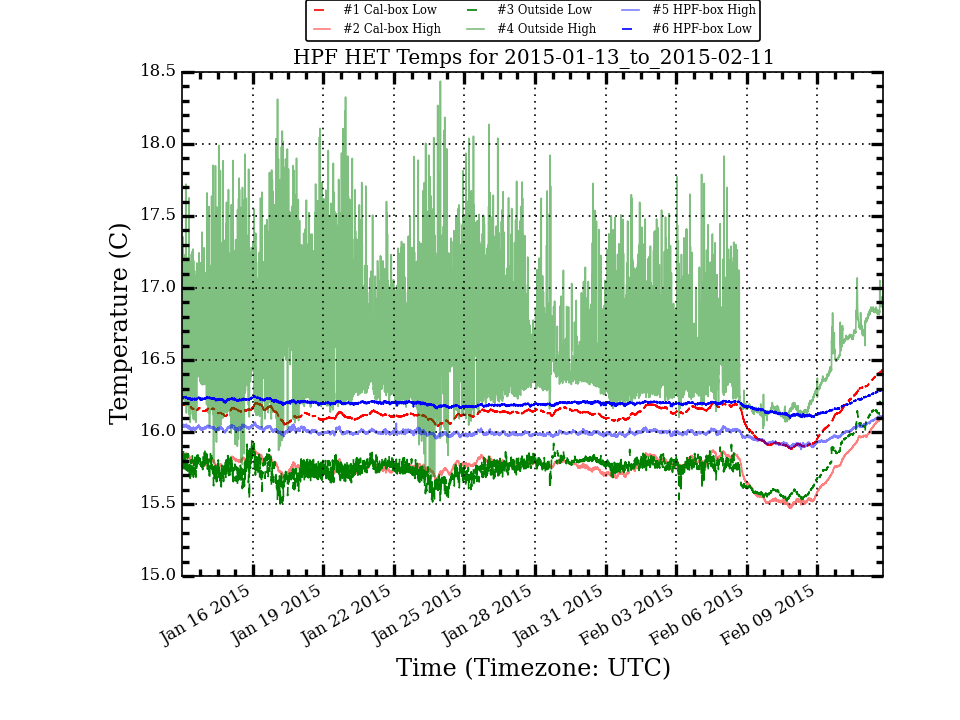 #1 Cal-box Low #3 Outside Low #5 HPF-box High
#2 Cal-box High #4 Outside High #6 HPF-box Low
HPF HET Temps for 2015-01-13_to_2015-02-11
18.5
18.0
17.5
17.0
16.5
16.0
15.5
15.0
Temperature (C)
Jan 16 2015 Jan 19 2015 Jan 22 2015 Jan 25 2015 Jan 28 2015 Jan 31 2015 Feb 03 2015 Feb 06 2015 Feb 09 2015
Time (Timezone: UTC)